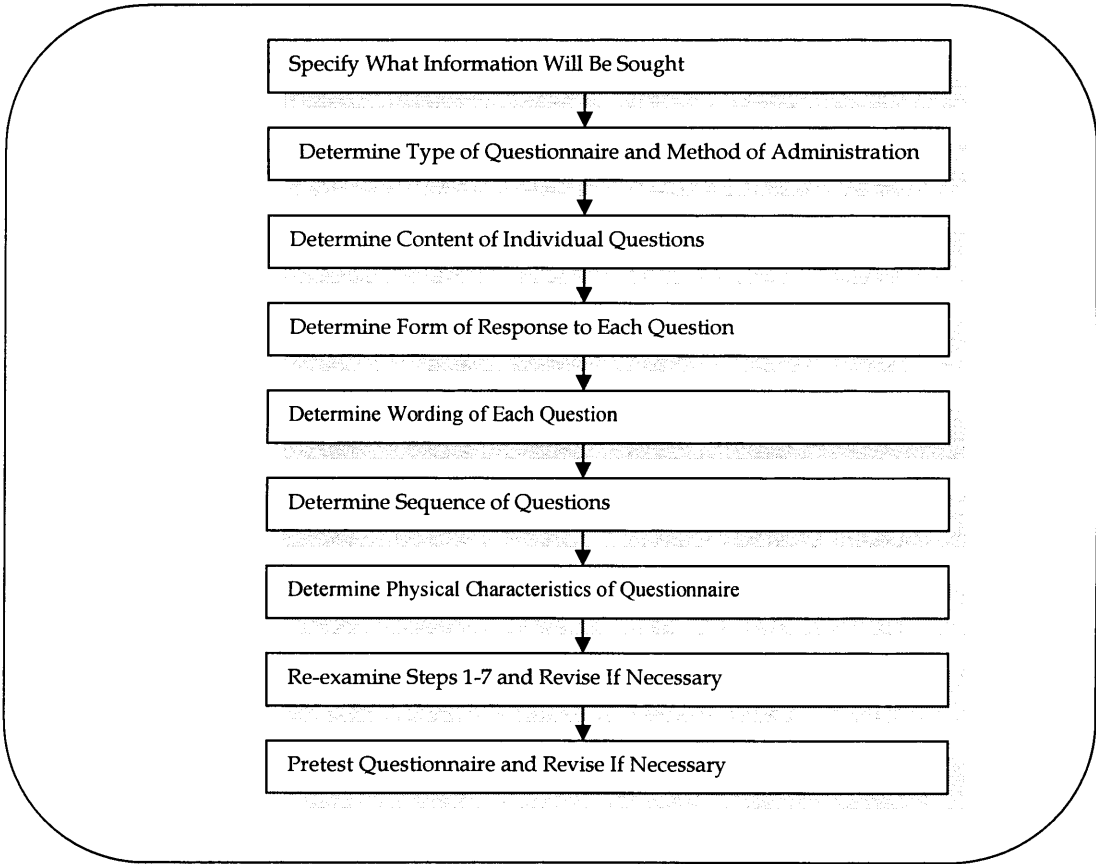 Specify What Information Will Be Sought
Determine Type of Questionnaire and Method of Administration
Determine Content of Individual Questions
Determine Form of Response to Each Question
Determine Wording of Each Question
Determine Sequence of Questions
Determine Physical Characteristics of Questionnaire
Re-examine Steps 1-7 and Revise If Necessary
Pretest Questionnaire and Revise If Necessary